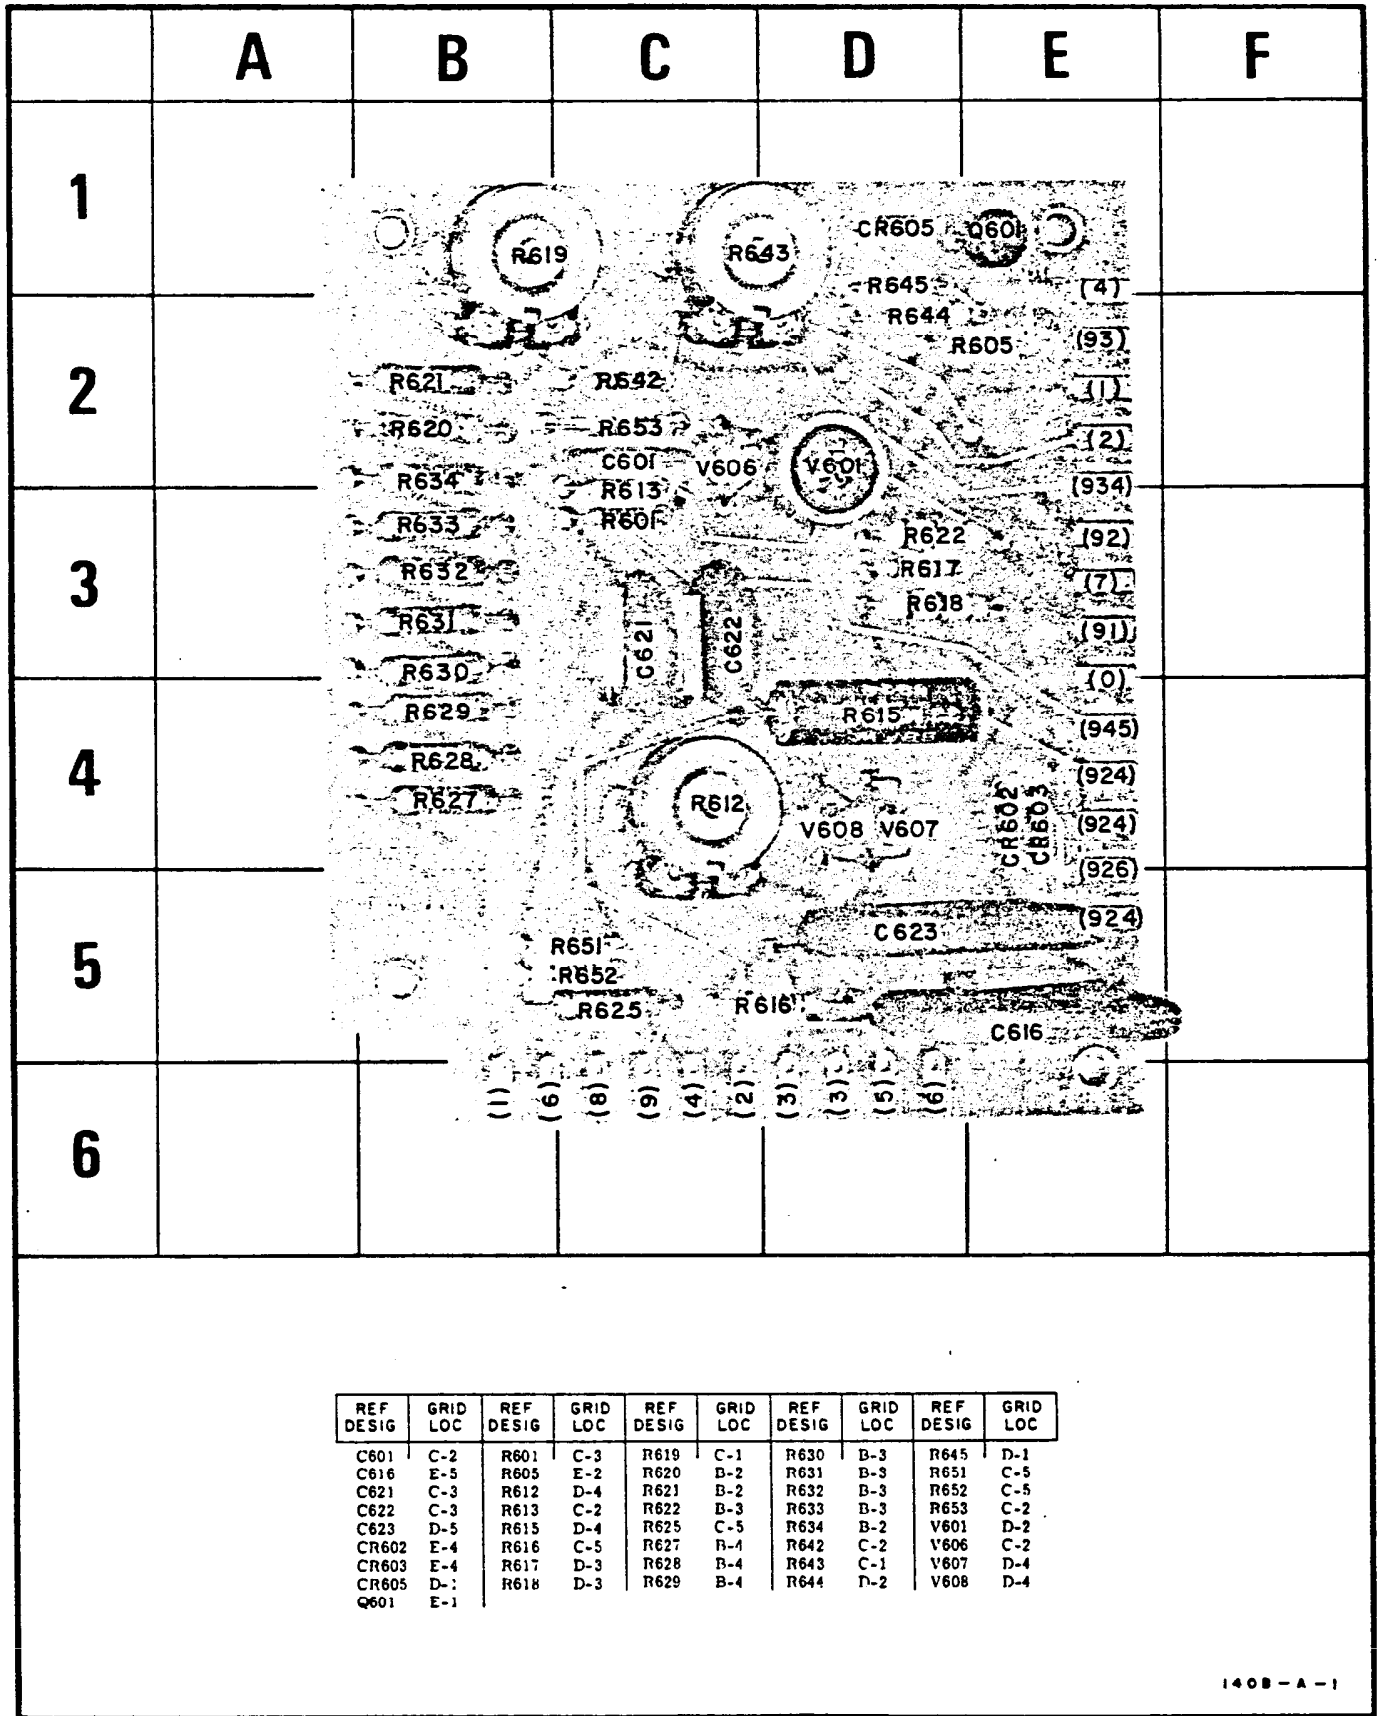 A B C D E F
1
R619 R643 CR605 Q601
R645 (4)
R644
R605 (93)
2
R621 R642 (1)
R620 R653 (2)
C601 V606 V601
R634 R613 (934)
R633 R601 R622 (92)
3
R632 R617 (7)
R618
R631 C621 C622 (91)
R630 (0)
R629 R615 (945)
4
R628 (924)
R627 R612 CR602 CR603
V608 V607 (924)
(926)
C623 (924)
5
R651
R652
R625 R616 C616
(1) (6) (8) (9) (4) (2) (3) (3) (5) (6)
6
REF DESIG GRID LOC REF DESIG GRID LOC REF DESIG GRID LOC REF DESIG GRID LOC REF DESIG GRID LOC
C601 C-2 R601 C-3 R619 C-1 R630 B-3 R645 D-1
C616 E-5 R605 E-2 R620 B-2 R631 B-3 R651 C-5
C621 C-3 R612 D-4 R621 B-2 R632 B-3 R652 C-5
C622 C-3 R613 C-2 R622 B-3 R633 B-3 R653 C-2
C623 D-5 R615 D-4 R625 C-5 R634 B-2 V601 D-2
CR602 E-4 R616 C-5 R627 B-4 R642 C-2 V606 C-2
CR603 E-4 R617 D-3 R628 B-4 R643 C-1 V607 D-4
CR605 D-1 R618 D-3 R629 B-4 R644 D-2 V608 D-4
Q601 E-1
140B-A-1